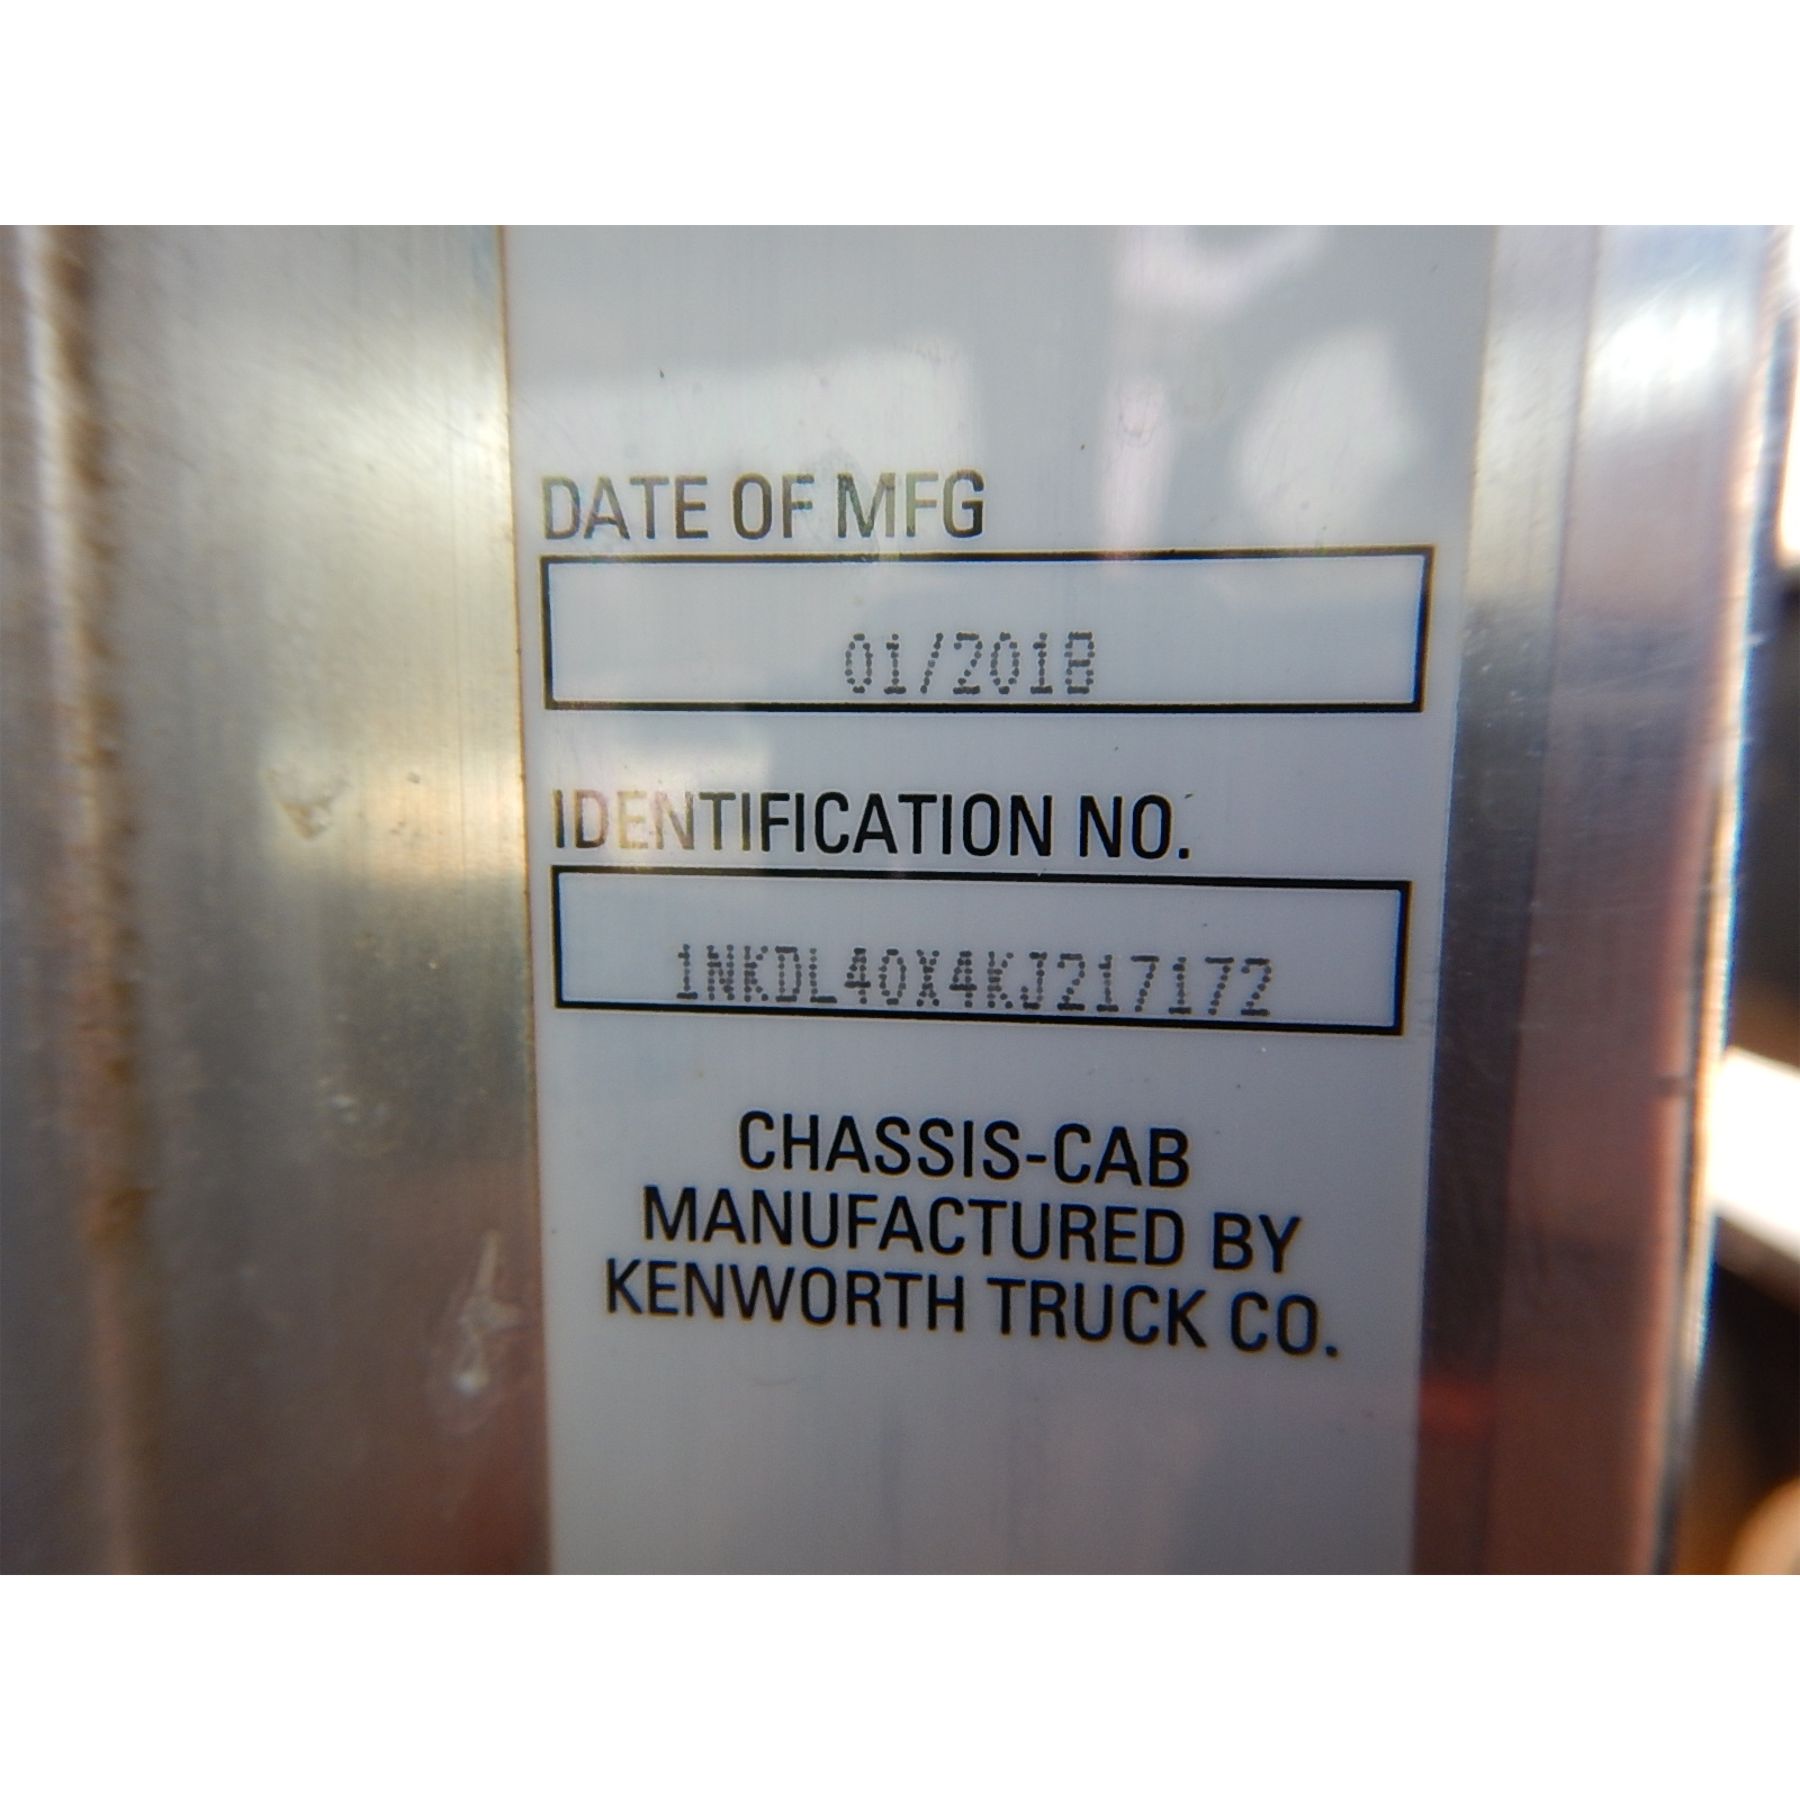 DATE OF MFG
01/2018
IDENTIFICATION NO.
1NKDL40X4KJ217172
CHASSIS-CAB
MANUFACTURED BY
KENWORTH TRUCK CO.